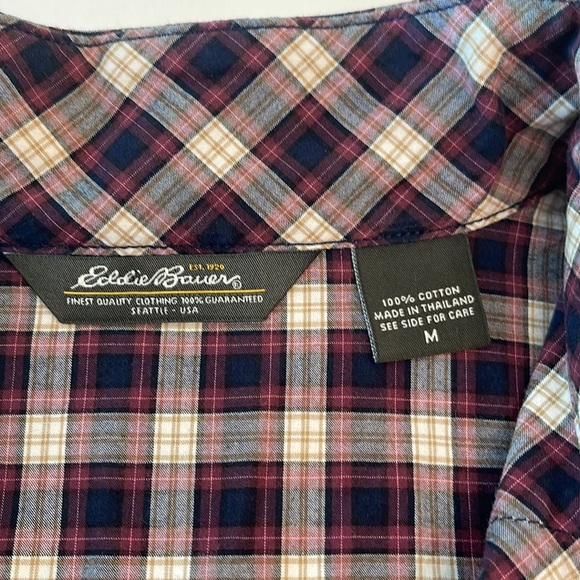 EST. 1920
Eddie Bauer®
FINEST QUALITY CLOTHING 100% GUARANTEED
SEATTLE - USA
100% COTTON
MADE IN THAILAND
SEE SIDE FOR CARE
M